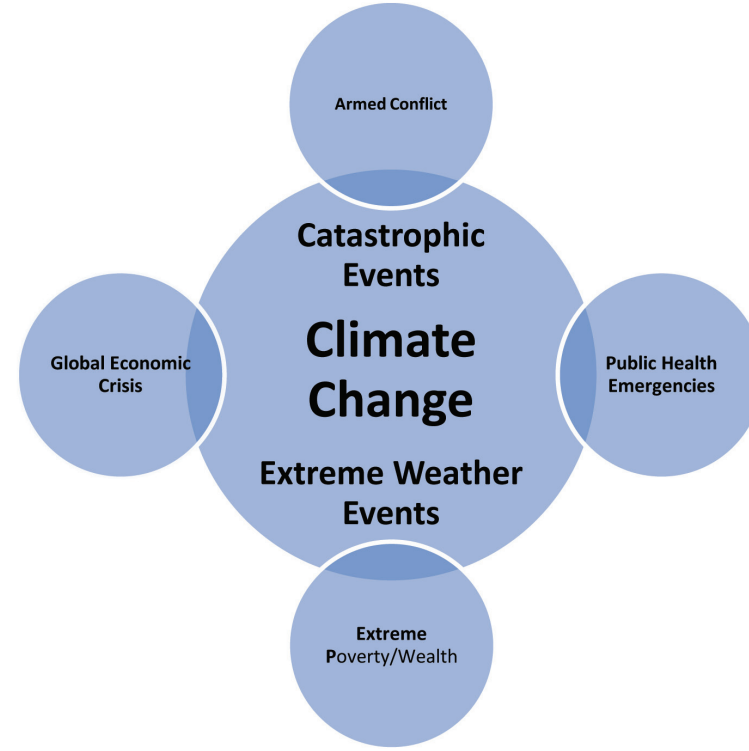 Armed Conflict
Catastrophic
Events
Climate
Change
Global Economic
Crisis
Public Health
Emergencies
Extreme Weather
Events
Extreme
Poverty/Wealth